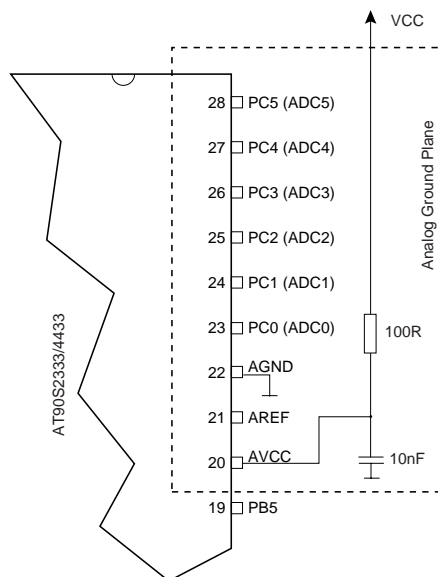 VCC
28 PC5 (ADC5)
27 PC4 (ADC4)
26 PC3 (ADC3)
25 PC2 (ADC2)
24 PC1 (ADC1)
23 PC0 (ADC0)
22 AGND
21 AREF
20 AVCC
19 PB5
AT90S2333/4433
Analog Ground Plane
100R
10nF